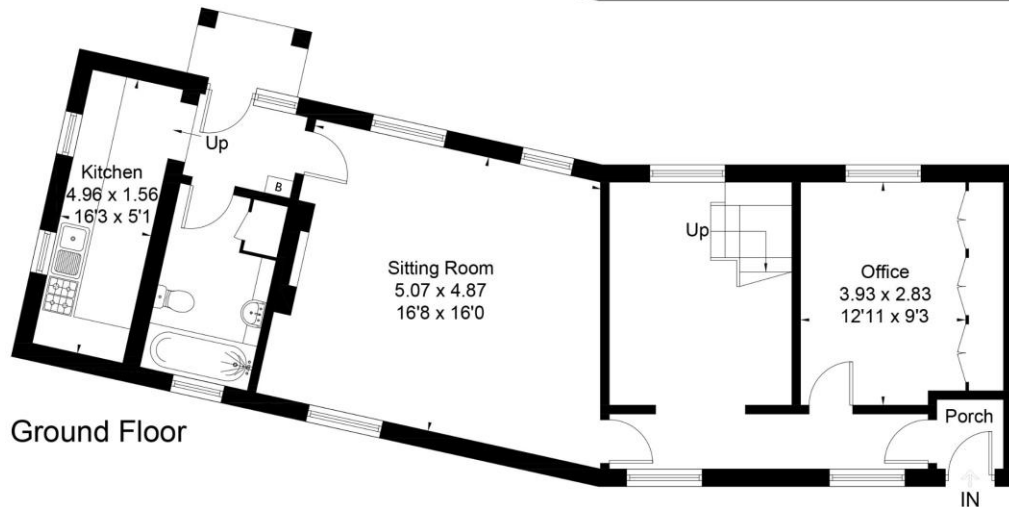 Up
Kitchen
4.96 x 1.56
16'3 x 5'1
B
Sitting Room
5.07 x 4.87
16'8 x 16'0
Up
Office
3.93 x 2.83
12'11 x 9'3
Porch
IN
Ground Floor